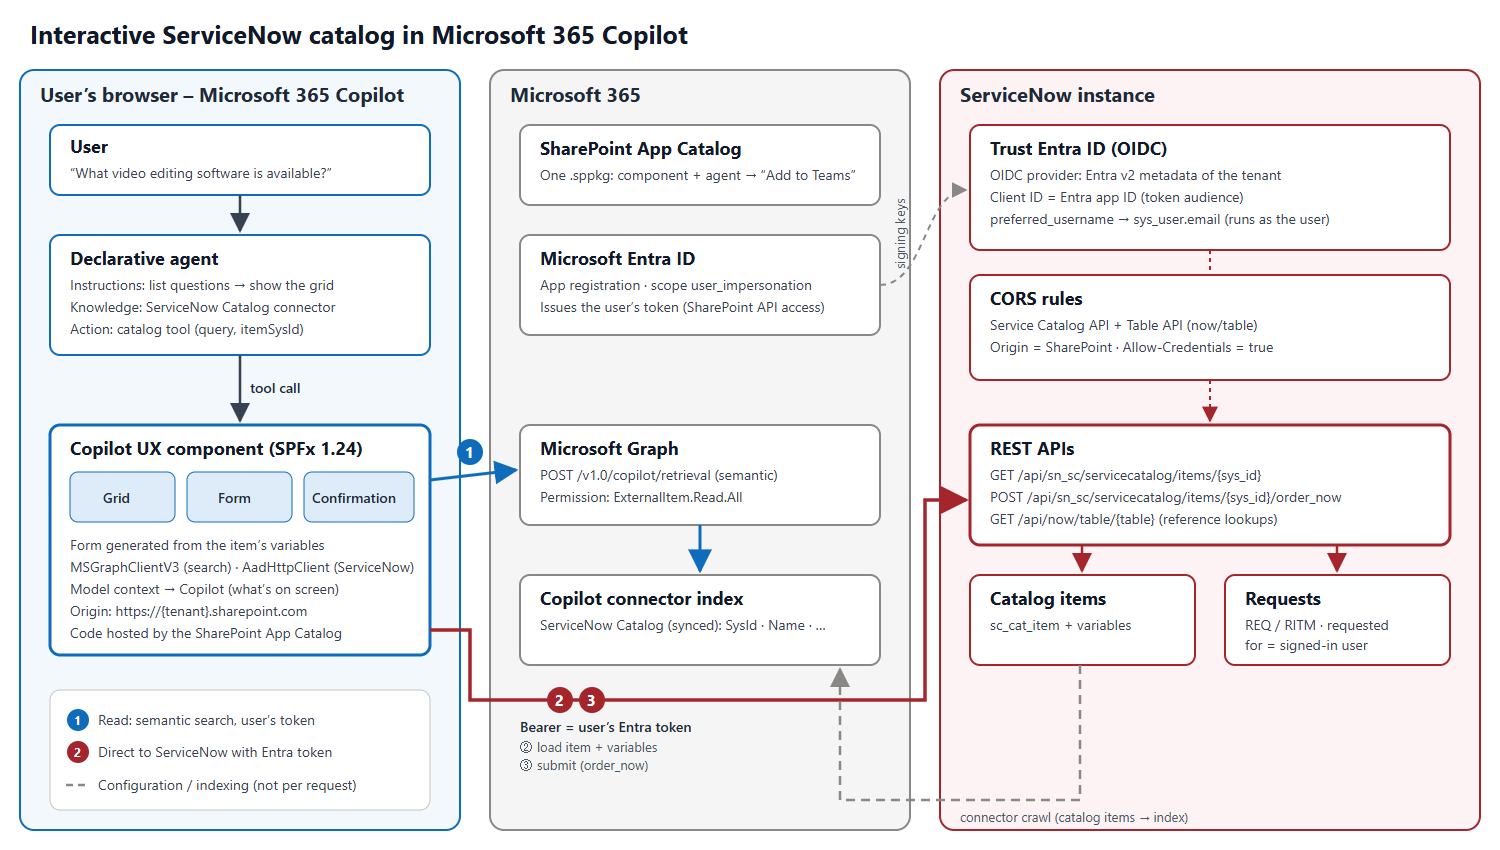 Interactive ServiceNow catalog in Microsoft 365 Copilot
User’s browser – Microsoft 365 Copilot
User
“What video editing software is available?”
Declarative agent
Instructions: list questions → show the grid
Knowledge: ServiceNow Catalog connector
Action: catalog tool (query, itemSysId)
tool call
Copilot UX component (SPFx 1.24)
Grid
Form
Confirmation
Form generated from the item’s variables
MSGraphClientV3 (search) · AadHttpClient (ServiceNow)
Model context → Copilot (what’s on screen)
Origin: https://{tenant}.sharepoint.com
Code hosted by the SharePoint App Catalog
1 Read: semantic search, user’s token
2 Direct to ServiceNow with Entra token
Configuration / indexing (not per request)
1
Microsoft 365
SharePoint App Catalog
One .sppkg: component + agent → “Add to Teams”
Microsoft Entra ID
App registration · scope user_impersonation
Issues the user’s token (SharePoint API access)
signing keys
Microsoft Graph
POST /v1.0/copilot/retrieval (semantic)
Permission: ExternalItem.Read.All
Copilot connector index
ServiceNow Catalog (synced): SysId · Name · ...
2 3
Bearer = user’s Entra token
② load item + variables
③ submit (order_now)
ServiceNow instance
Trust Entra ID (OIDC)
OIDC provider: Entra v2 metadata of the tenant
Client ID = Entra app ID (token audience)
preferred_username → sys_user.email (runs as the user)
CORS rules
Service Catalog API + Table API (now/table)
Origin = SharePoint · Allow-Credentials = true
REST APIs
GET /api/sn_sc/servicecatalog/items/{sys_id}
POST /api/sn_sc/servicecatalog/items/{sys_id}/order_now
GET /api/now/table/{table} (reference lookups)
Catalog items
sc_cat_item + variables
Requests
REQ / RITM · requested
for = signed-in user
connector crawl (catalog items → index)